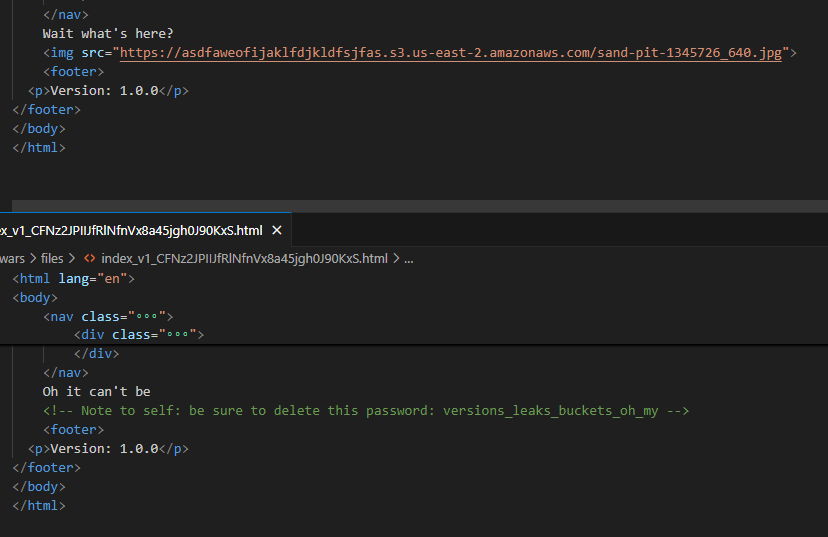 </nav>
Wait what's here?
<img src="https://asdfaweofijaklfdjkldfsjfas.s3.us-east-2.amazonaws.com/sand-pit-1345726_640.jpg">
<footer>
<p>Version: 1.0.0</p>
</footer>
</body>
</html>
ex_v1_CFNz2JPIIJfRlNfnVx8a45jgh0J90KxS.html ×
wars > files > <> index_v1_CFNz2JPIIJfRlNfnVx8a45jgh0J90KxS.html > ...
<html lang="en">
<body>
<nav class="∘∘∘">
<div class="∘∘∘">
</div>
</nav>
Oh it can't be
<!-- Note to self: be sure to delete this password: versions_leaks_buckets_oh_my -->
<footer>
<p>Version: 1.0.0</p>
</footer>
</body>
</html>